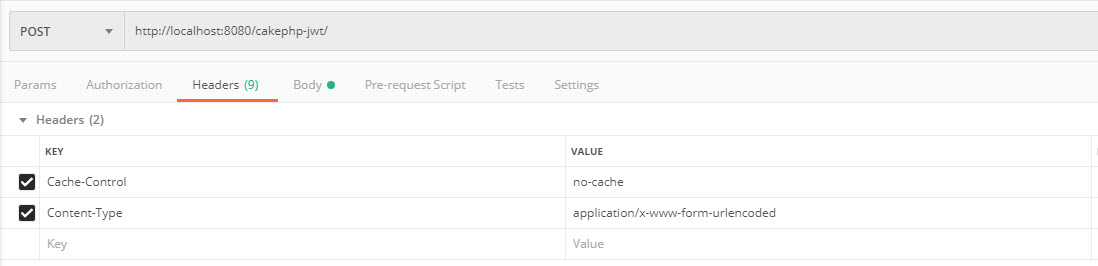 POST http://localhost:8080/cakephp-jwt/
Params Authorization Headers (9) Body Pre-request Script Tests Settings
Headers (2)
KEY VALUE
Cache-Control no-cache
Content-Type application/x-www-form-urlencoded
Key Value